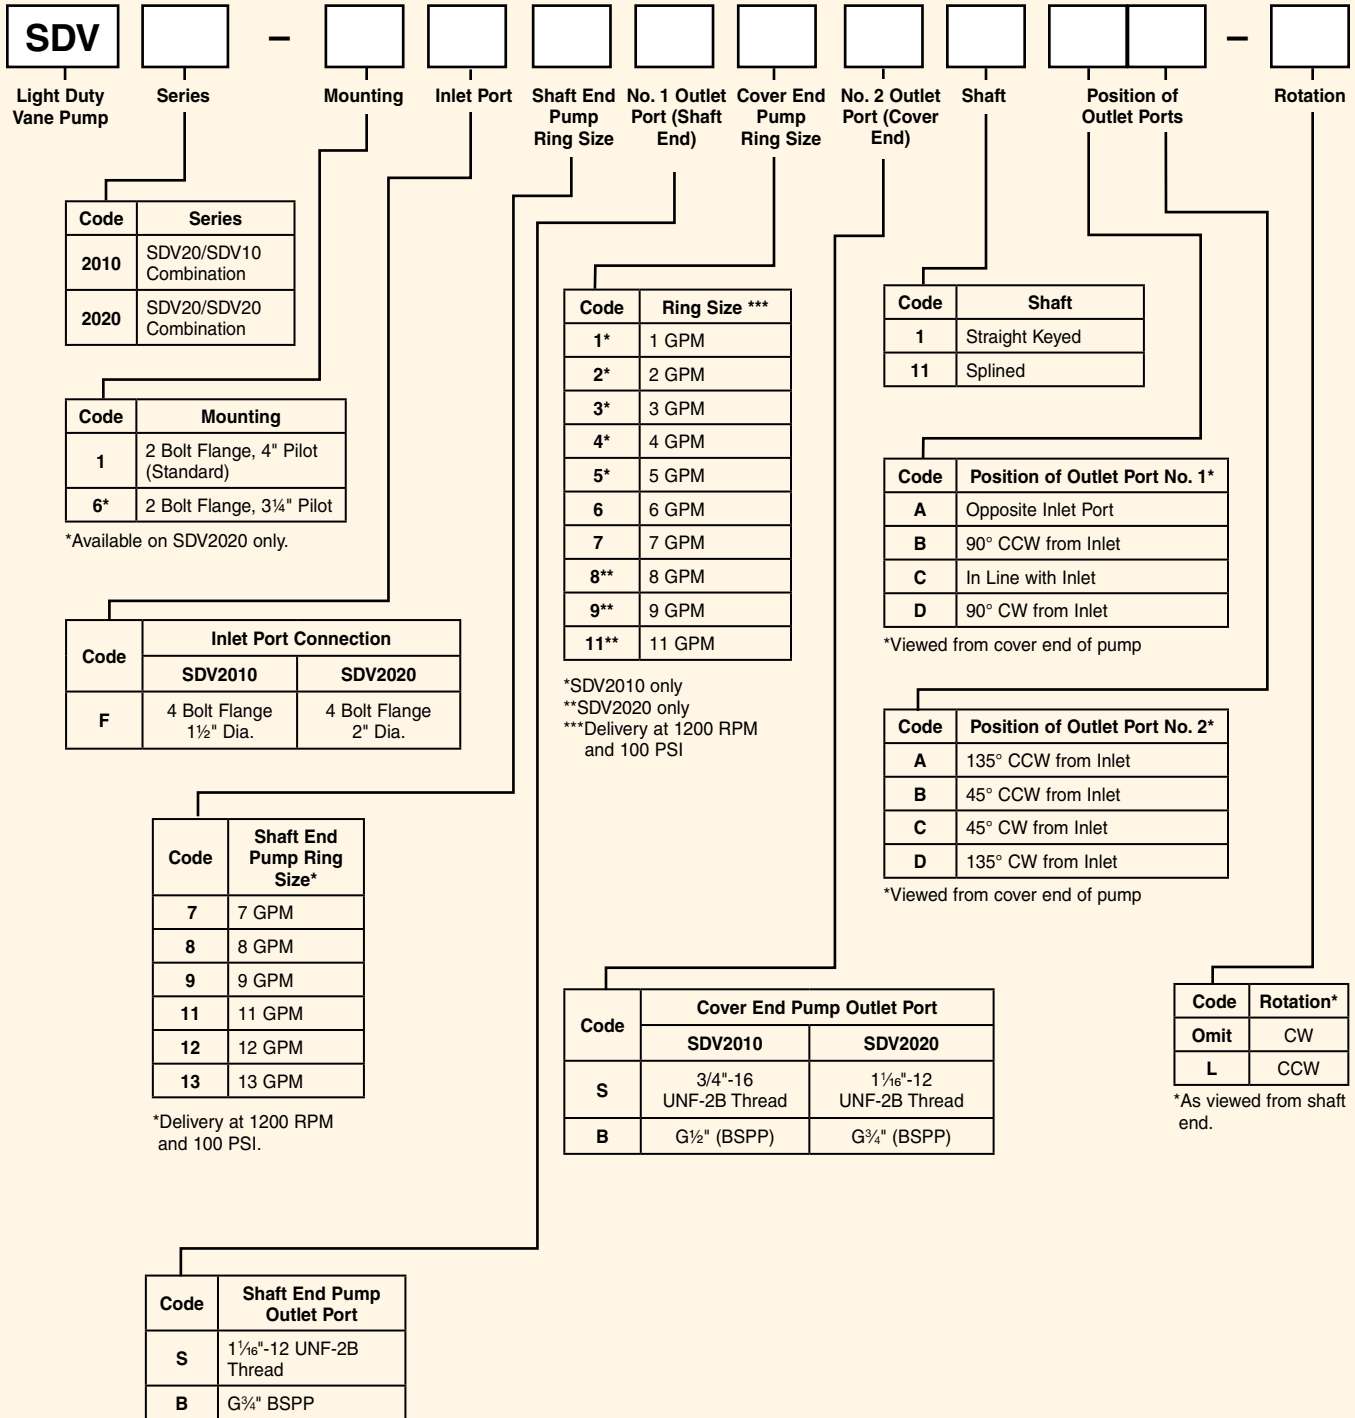 SDV – –
Light Duty Vane Pump
Series
Mounting
Inlet Port
Shaft End Pump Ring Size
No. 1 Outlet Port (Shaft End)
Cover End Pump Ring Size
No. 2 Outlet Port (Cover End)
Shaft
Position of Outlet Ports
Rotation
Code Series
2010 SDV20/SDV10 Combination
2020 SDV20/SDV20 Combination
Code Mounting
1 2 Bolt Flange, 4" Pilot (Standard)
6* 2 Bolt Flange, 3¼" Pilot
*Available on SDV2020 only.
Code Inlet Port Connection
SDV2010 SDV2020
F 4 Bolt Flange 1½" Dia. 4 Bolt Flange 2" Dia.
Code Shaft End Pump Ring Size*
7 7 GPM
8 8 GPM
9 9 GPM
11 11 GPM
12 12 GPM
13 13 GPM
*Delivery at 1200 RPM
and 100 PSI.
Code Shaft End Pump Outlet Port
S 1¹⁄₁₆"-12 UNF-2B Thread
B G¾" BSPP
Code Ring Size ***
1* 1 GPM
2* 2 GPM
3* 3 GPM
4* 4 GPM
5* 5 GPM
6 6 GPM
7 7 GPM
8** 8 GPM
9** 9 GPM
11** 11 GPM
*SDV2010 only
**SDV2020 only
***Delivery at 1200 RPM
and 100 PSI
Code Cover End Pump Outlet Port
SDV2010 SDV2020
S 3/4"-16 UNF-2B Thread 1¹⁄₁₆"-12 UNF-2B Thread
B G½" (BSPP) G¾" (BSPP)
Code Shaft
1 Straight Keyed
11 Splined
Code Position of Outlet Port No. 1*
A Opposite Inlet Port
B 90° CCW from Inlet
C In Line with Inlet
D 90° CW from Inlet
*Viewed from cover end of pump
Code Position of Outlet Port No. 2*
A 135° CCW from Inlet
B 45° CCW from Inlet
C 45° CW from Inlet
D 135° CW from Inlet
*Viewed from cover end of pump
Code Rotation*
Omit CW
L CCW
*As viewed from shaft
end.